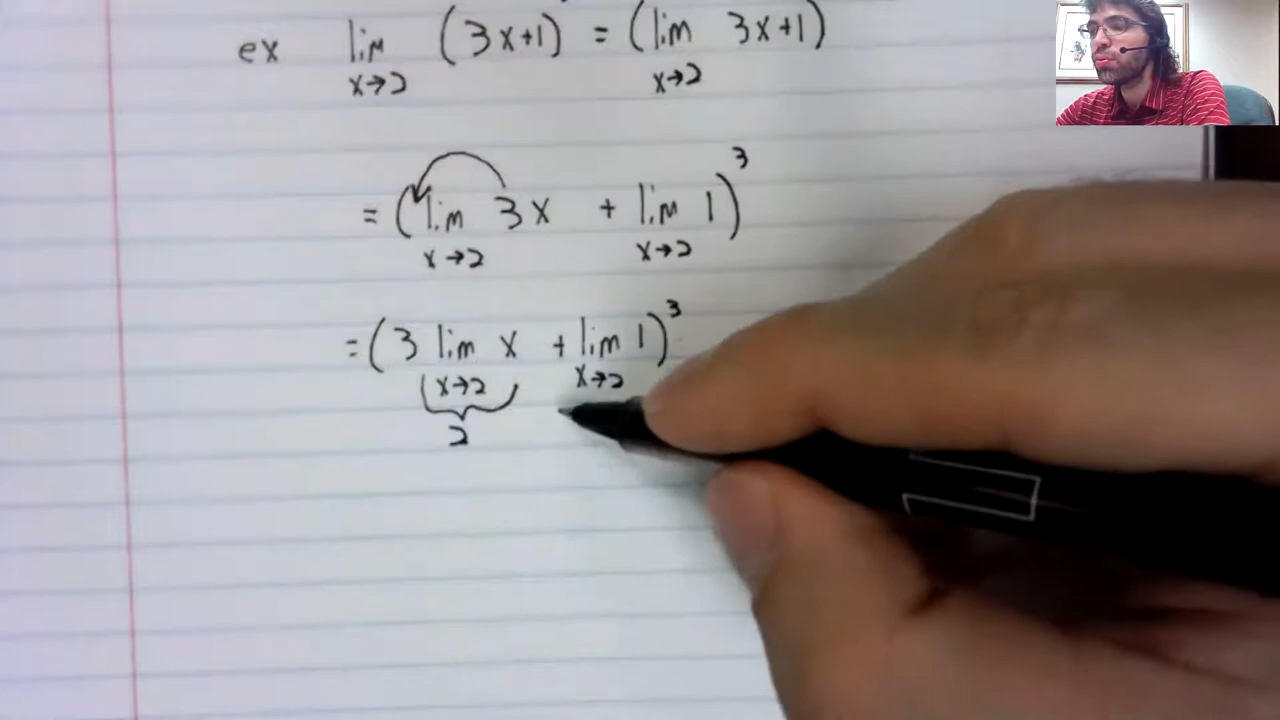 ex lim (3x+1) = (lim 3x+1)
x→2 x→2
= (lim 3x + lim 1)³
x→2 x→2
= (3 lim x + lim 1)³
x→2 x→2
2